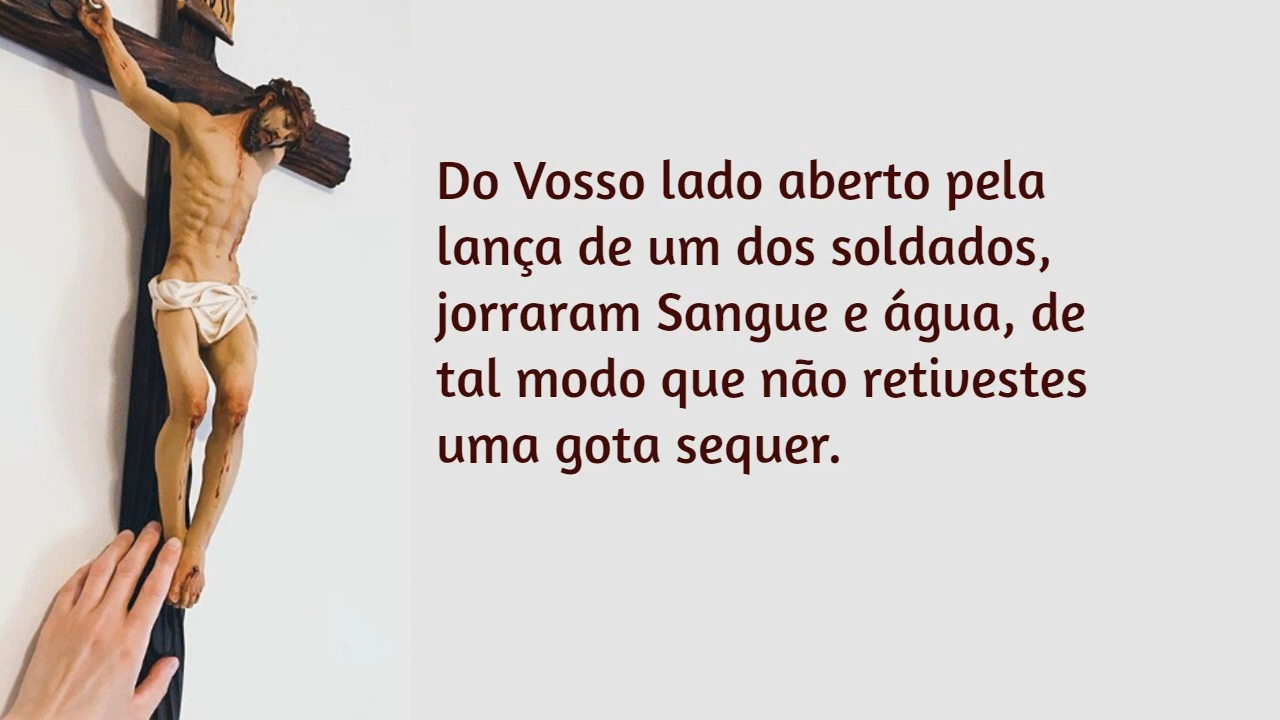 Do Vosso lado aberto pela
lança de um dos soldados,
jorraram Sangue e água, de
tal modo que não retivestes
uma gota sequer.